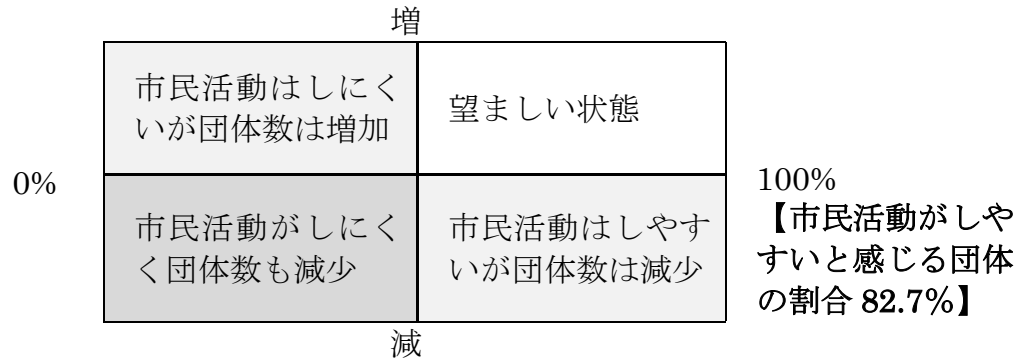 増
市民活動はしにく
いが団体数は増加
望ましい状態
0%
100%
【市民活動がしや
すいと感じる団体
の割合 82.7%】
市民活動がしにく
く団体数も減少
市民活動はしやす
いが団体数は減少
減